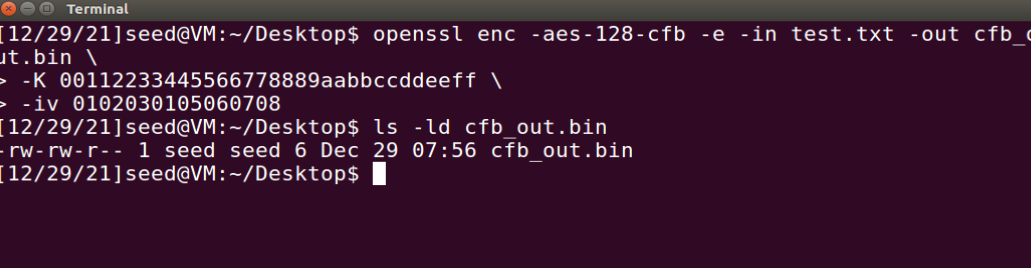 Terminal
[12/29/21]seed@VM:~/Desktop$ openssl enc -aes-128-cfb -e -in test.txt -out cfb_o
ut.bin \
> -K 00112233445566778889aabbccddeeff \
> -iv 0102030105060708
[12/29/21]seed@VM:~/Desktop$ ls -ld cfb_out.bin
-rw-rw-r-- 1 seed seed 6 Dec 29 07:56 cfb_out.bin
[12/29/21]seed@VM:~/Desktop$